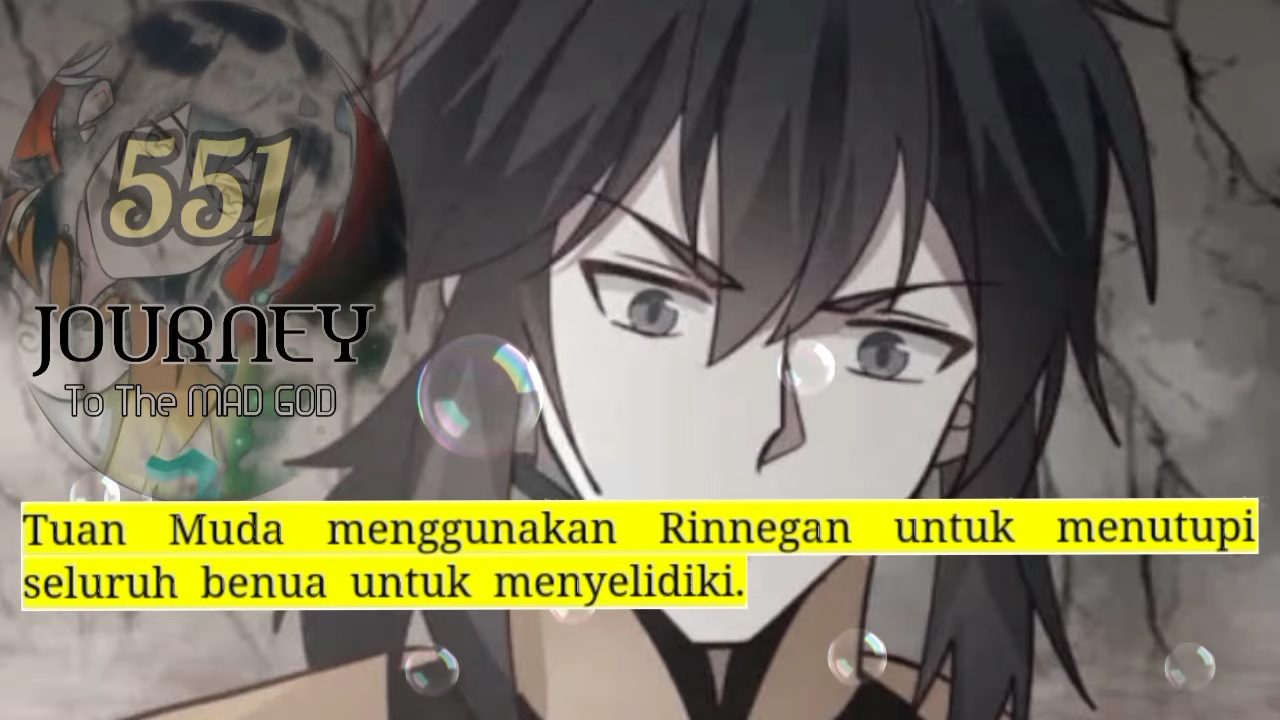 551
JOURNEY
To The MAD GOD
Tuan Muda menggunakan Rinnegan untuk menutupi
seluruh benua untuk menyelidiki.